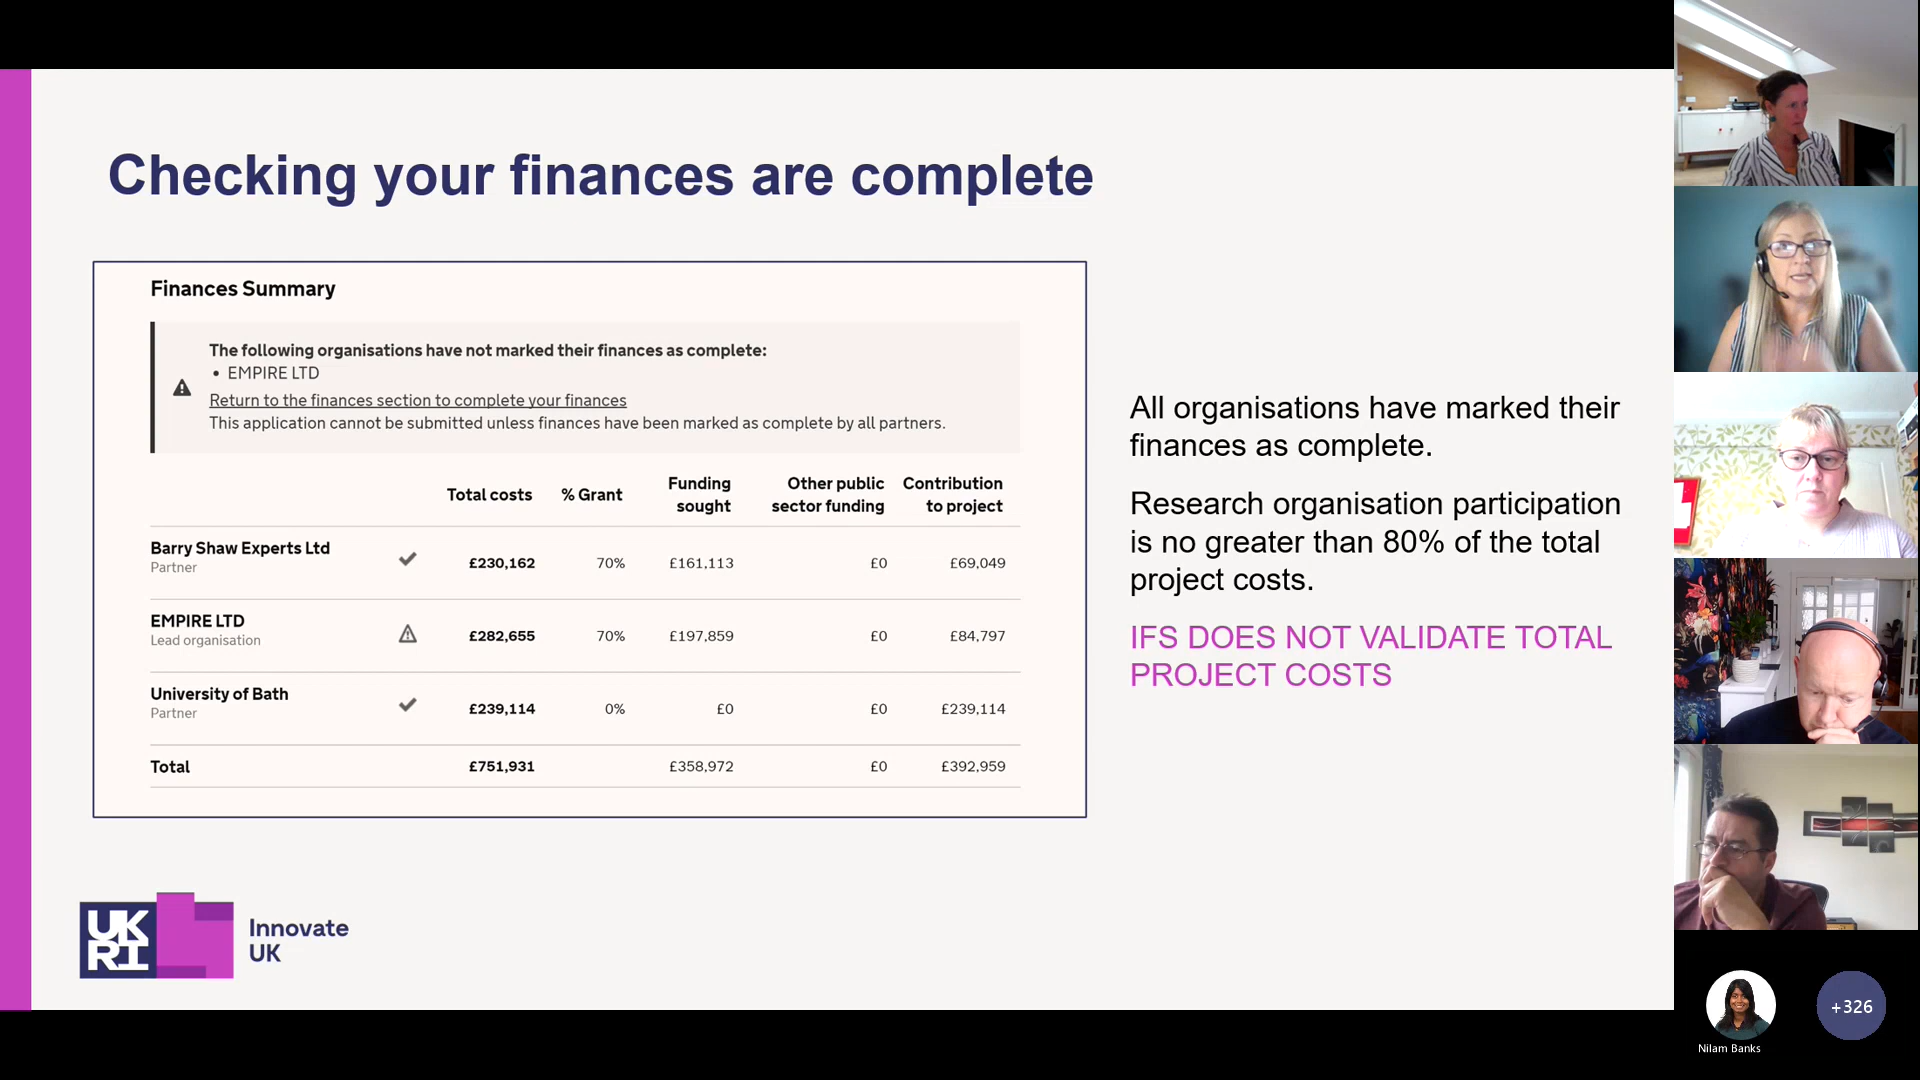 Checking your finances are complete
Finances Summary
The following organisations have not marked their finances as complete:
• EMPIRE LTD
Return to the finances section to complete your finances
This application cannot be submitted unless finances have been marked as complete by all partners.
Total costs % Grant Funding sought Other public sector funding Contribution to project
Barry Shaw Experts Ltd £230,162 70% £161,113 £0 £69,049
Partner
EMPIRE LTD £282,655 70% £197,859 £0 £84,797
Lead organisation
University of Bath £239,114 0% £0 £0 £239,114
Partner
Total £751,931 £358,972 £0 £392,959
All organisations have marked their
finances as complete.
Research organisation participation
is no greater than 80% of the total
project costs.
IFS DOES NOT VALIDATE TOTAL
PROJECT COSTS
UK
RI
Innovate
UK
+326
Nilam Banks